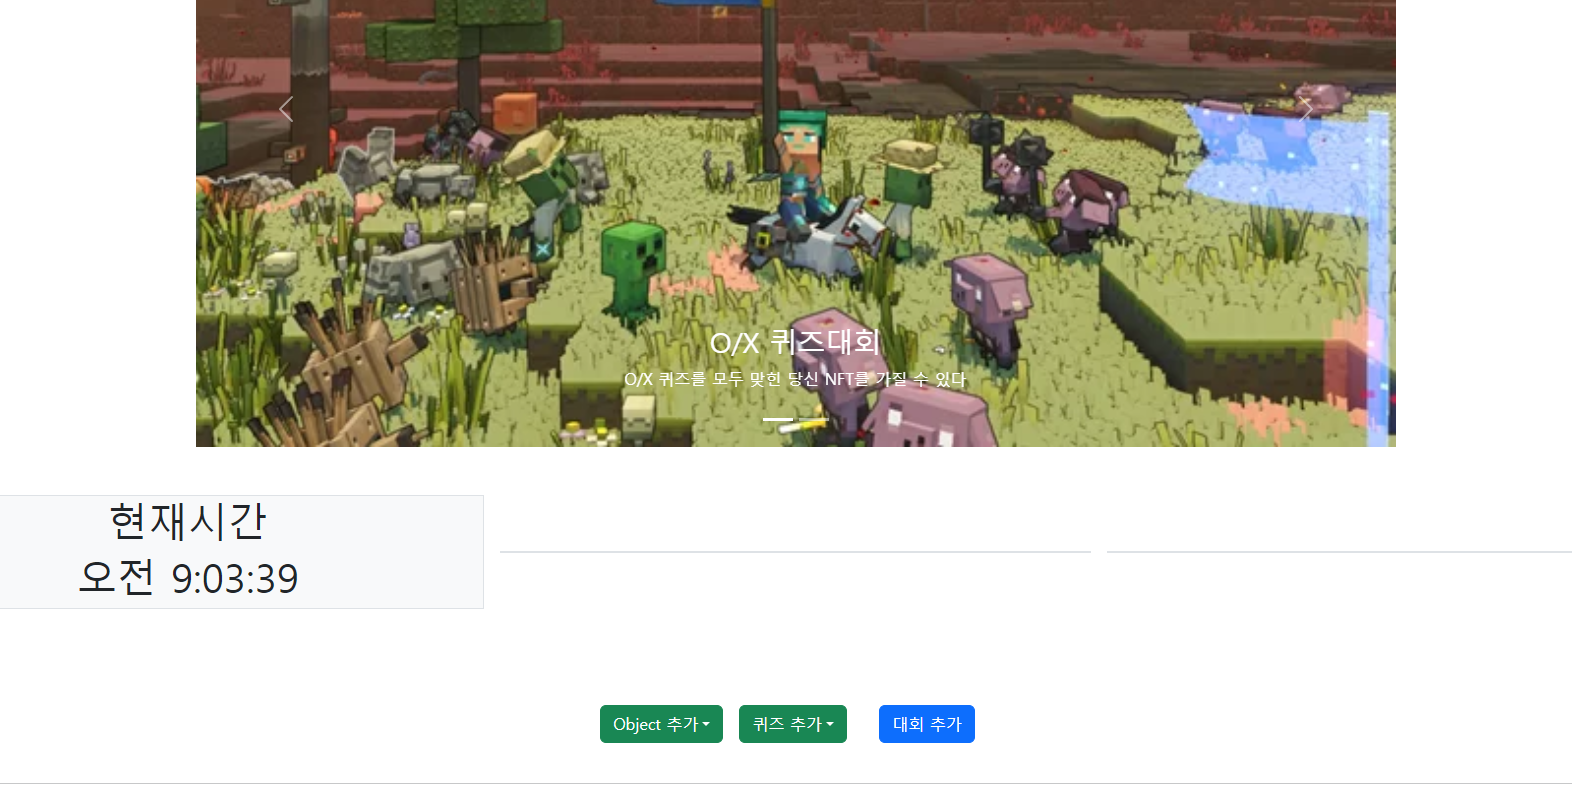 O/X 퀴즈대회
O/X 퀴즈를 모두 맞힌 당신 NFT를 가질 수 있다
현재시간
오전 9:03:39
Object 추가
퀴즈 추가
대회 추가